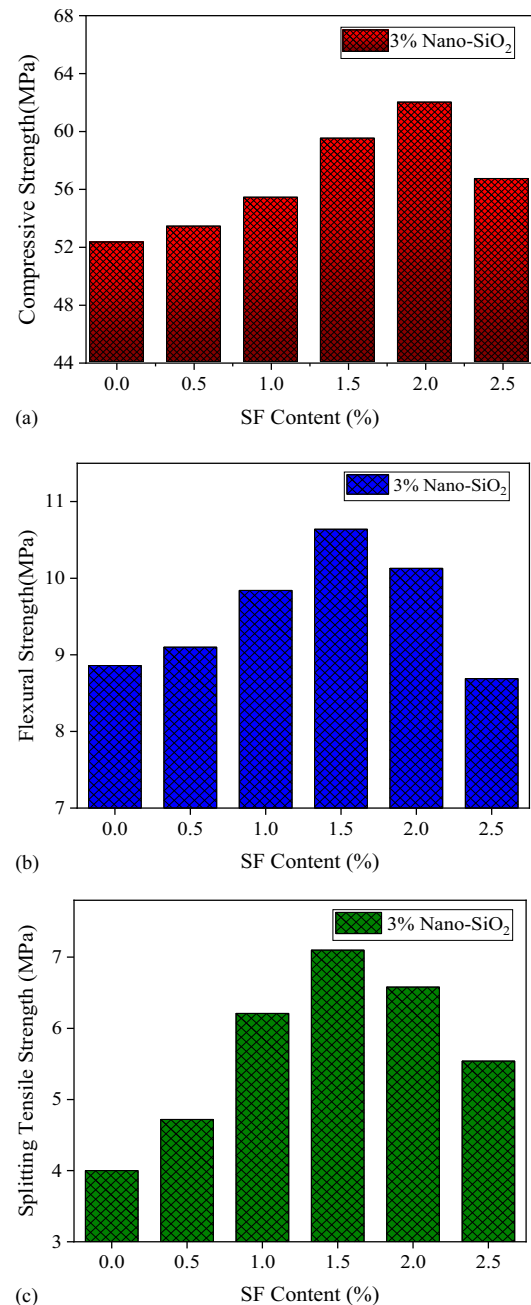 68
64
60
56
52
48
44
Compressive Strength(MPa)
3% Nano-SiO₂
0.0 0.5 1.0 1.5 2.0 2.5
(a)
SF Content (%)
11
10
9
8
7
Flexural Strength(MPa)
3% Nano-SiO₂
0.0 0.5 1.0 1.5 2.0 2.5
(b)
SF Content (%)
7
6
5
4
3
Splitting Tensile Strength (MPa)
3% Nano-SiO₂
0.0 0.5 1.0 1.5 2.0 2.5
(c)
SF Content (%)